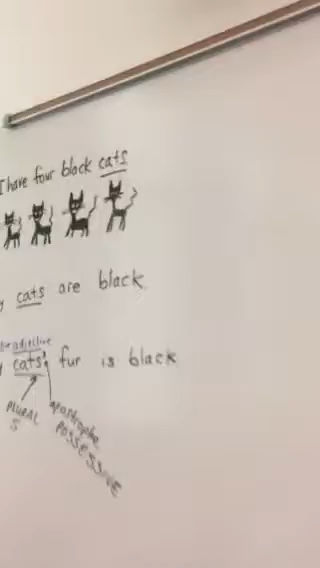 I have four black cats
y cats are black.
adjective
y cats' fur is black
PLURAL apostrophe
S POSSESSIVE